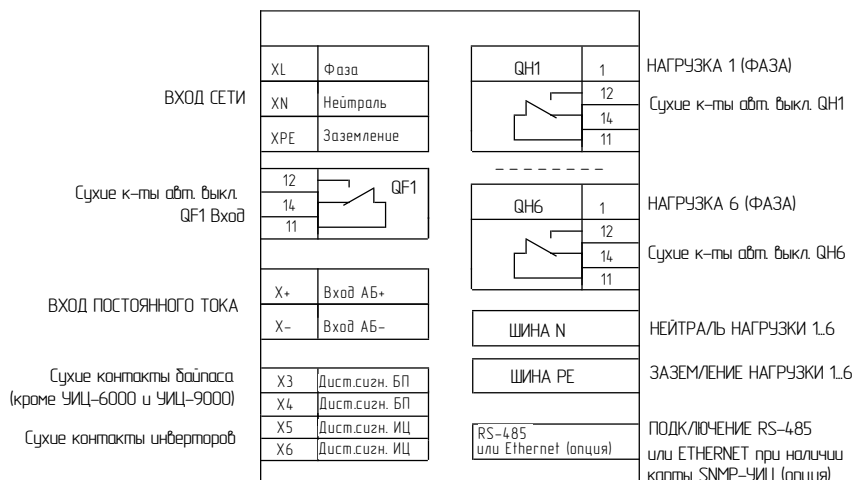 ВХОД СЕТИ
XL Фаза
XN Нейтраль
XPE Заземление
Сухие к-ты авт. выкл.
QF1 Вход
12
14
11
QF1
ВХОД ПОСТОЯННОГО ТОКА
X+ Вход АБ+
X- Вход АБ-
Сухие контакты байпаса
(кроме УИЦ-6000 и УИЦ-9000)
X3 Дист.сигн. БП
X4 Дист.сигн. БП
Сухие контакты инверторов
X5 Дист.сигн. ИЦ
X6 Дист.сигн. ИЦ
QH1 1 НАГРУЗКА 1 (ФАЗА)
12
14
11
Сухие к-ты авт. выкл. QH1
QH6 1 НАГРУЗКА 6 (ФАЗА)
12
14
11
Сухие к-ты авт. выкл. QH6
ШИНА N НЕЙТРАЛЬ НАГРУЗКИ 1...6
ШИНА PE ЗАЗЕМЛЕНИЕ НАГРУЗКИ 1...6
RS-485
или Ethernet (опция)
ПОДКЛЮЧЕНИЕ RS-485
или ETHERNET при наличии
карты SNMP-УИЦ (опция)